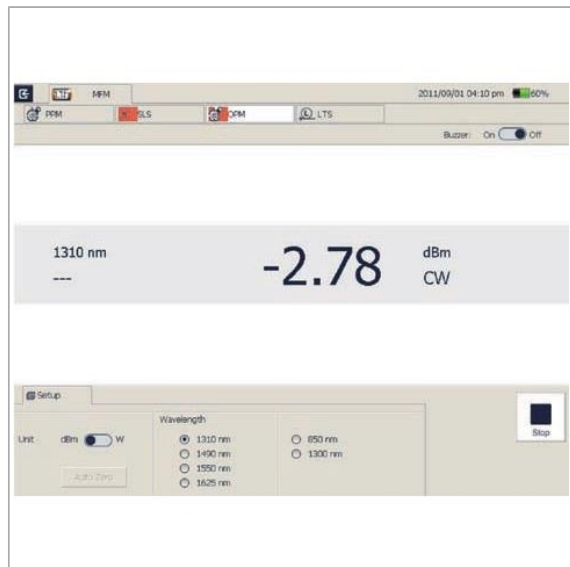 MFM 2011/09/01 04:10 pm 60%
PPM SLS OPM LTS
Buzzer: On Off
1310 nm -2.78 dBm
--- CW
Setup
Wavelength
Unit dBm W 1310 nm 850 nm
1490 nm 1300 nm
Auto Zero 1550 nm
1625 nm
Stop